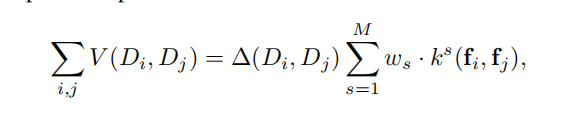 ∑_{i,j} V(D_i, D_j) = Δ(D_i, D_j) ∑_{s=1}^{M} w_s · k^s(𝐟_i, 𝐟_j),